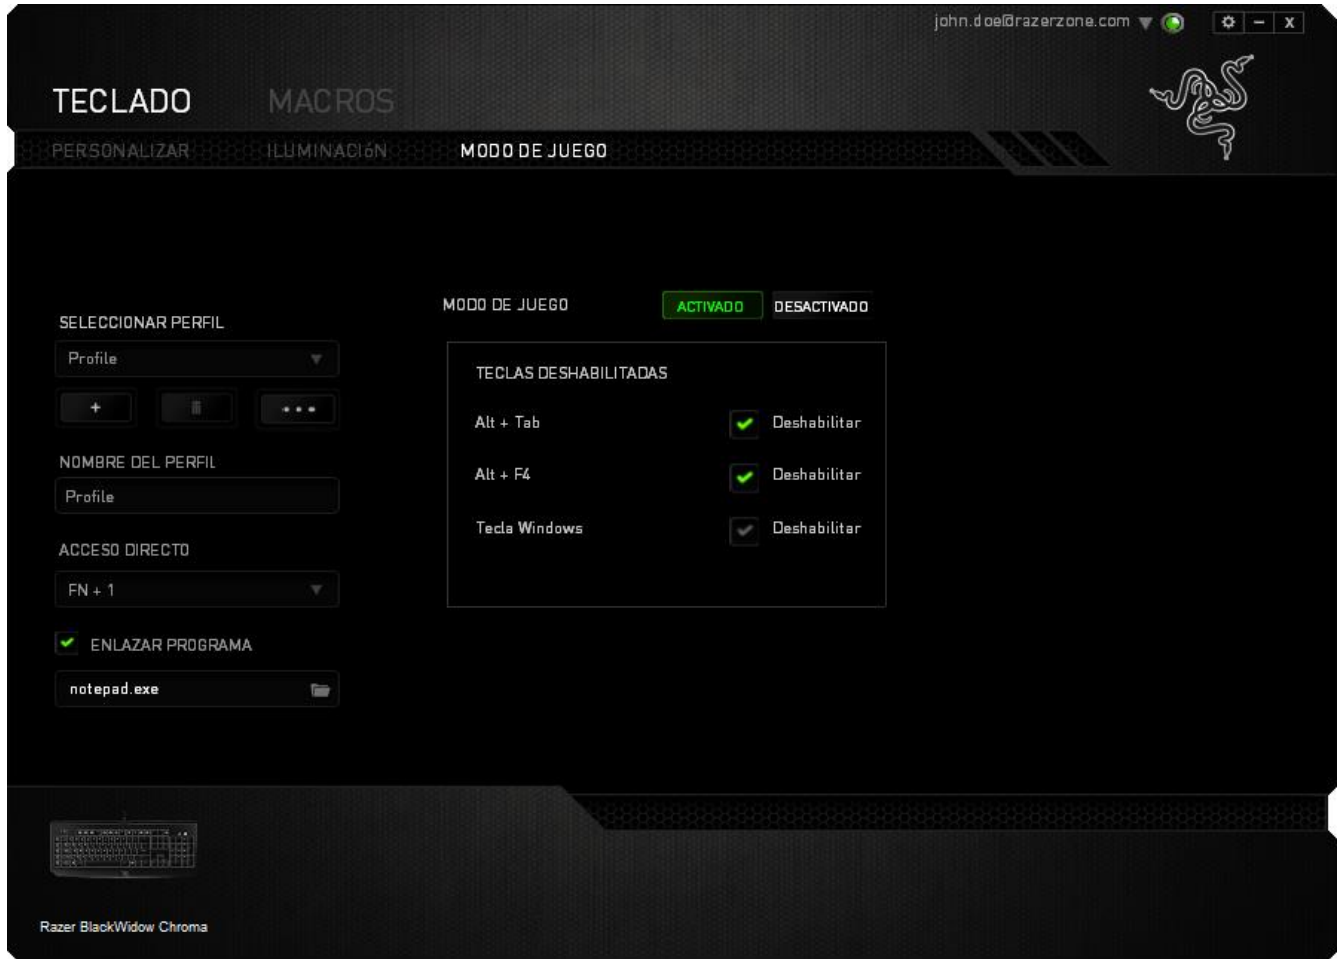 john.doe@razerzone.com
TECLADO MACROS
PERSONALIZAR ILUMINACIóN MODO DE JUEGO
MODO DE JUEGO ACTIVADO DESACTIVADO
SELECCIONAR PERFIL
Profile
+
NOMBRE DEL PERFIL
Profile
ACCESO DIRECTO
FN + 1
ENLAZAR PROGRAMA
notepad.exe
TECLAS DESHABILITADAS
Alt + Tab Deshabilitar
Alt + F4 Deshabilitar
Tecla Windows Deshabilitar
Razer BlackWidow Chroma